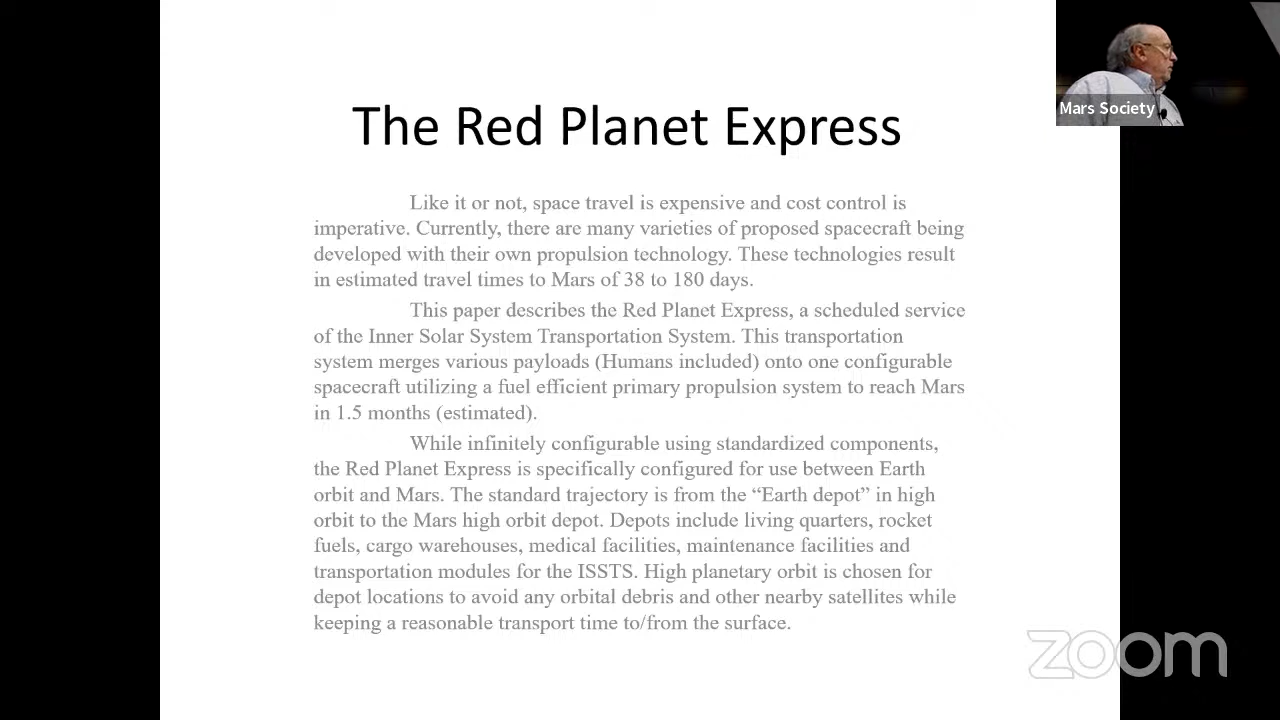 The Red Planet Express
Mars Society
Like it or not, space travel is expensive and cost control is
imperative. Currently, there are many varieties of proposed spacecraft being
developed with their own propulsion technology. These technologies result
in estimated travel times to Mars of 38 to 180 days.
This paper describes the Red Planet Express, a scheduled service
of the Inner Solar System Transportation System. This transportation
system merges various payloads (Humans included) onto one configurable
spacecraft utilizing a fuel efficient primary propulsion system to reach Mars
in 1.5 months (estimated).
While infinitely configurable using standardized components,
the Red Planet Express is specifically configured for use between Earth
orbit and Mars. The standard trajectory is from the “Earth depot” in high
orbit to the Mars high orbit depot. Depots include living quarters, rocket
fuels, cargo warehouses, medical facilities, maintenance facilities and
transportation modules for the ISSTS. High planetary orbit is chosen for
depot locations to avoid any orbital debris and other nearby satellites while
keeping a reasonable transport time to/from the surface.
zoom